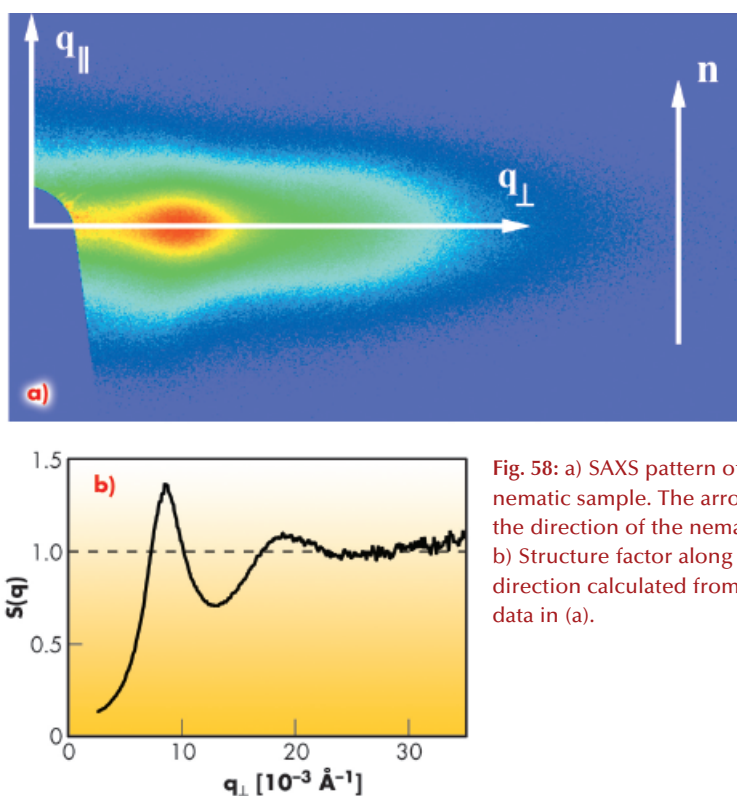 q∥
n
q⊥
a)
1.5
b)
1.0
S(q)
0.5
0
0 10 20 30
q⊥ [10⁻³ Å⁻¹]
Fig. 58: a) SAXS pattern of
nematic sample. The arro
the direction of the nema
b) Structure factor along
direction calculated from
data in (a).